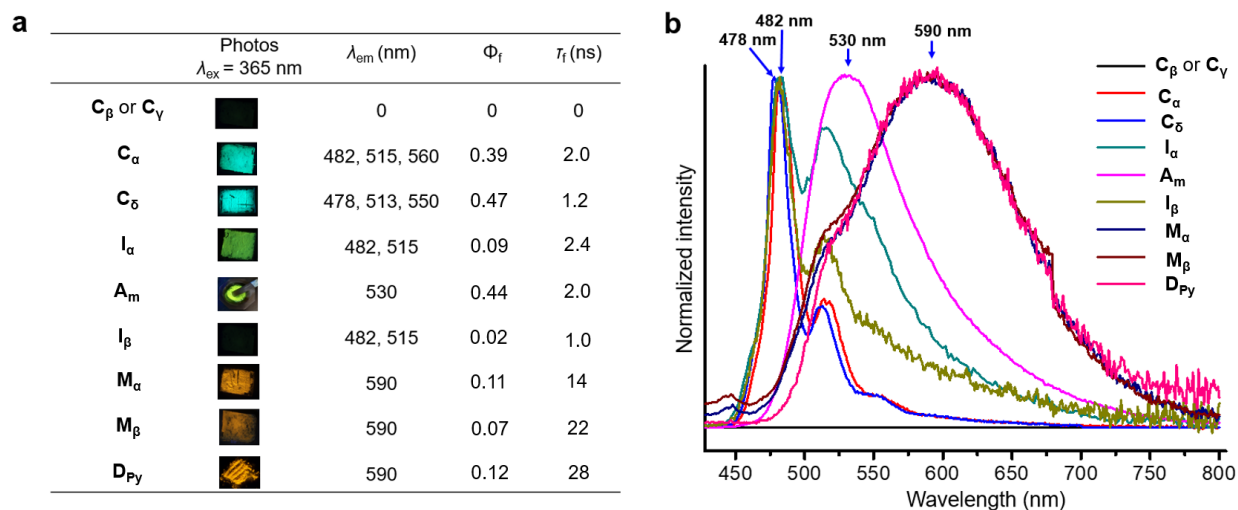 a
Photos
λex = 365 nm
λem (nm)
Φf
τf (ns)
Cβ or Cγ
0
0
0
Cα
482, 515, 560
0.39
2.0
Cδ
478, 513, 550
0.47
1.2
Iα
482, 515
0.09
2.4
Am
530
0.44
2.0
Iβ
482, 515
0.02
1.0
Mα
590
0.11
14
Mβ
590
0.07
22
DPy
590
0.12
28
b
482 nm
478 nm
530 nm
590 nm
Normalized intensity
Cβ or Cγ
Cα
Cδ
Iα
Am
Iβ
Mα
Mβ
DPy
450 500 550 600 650 700 750 800
Wavelength (nm)